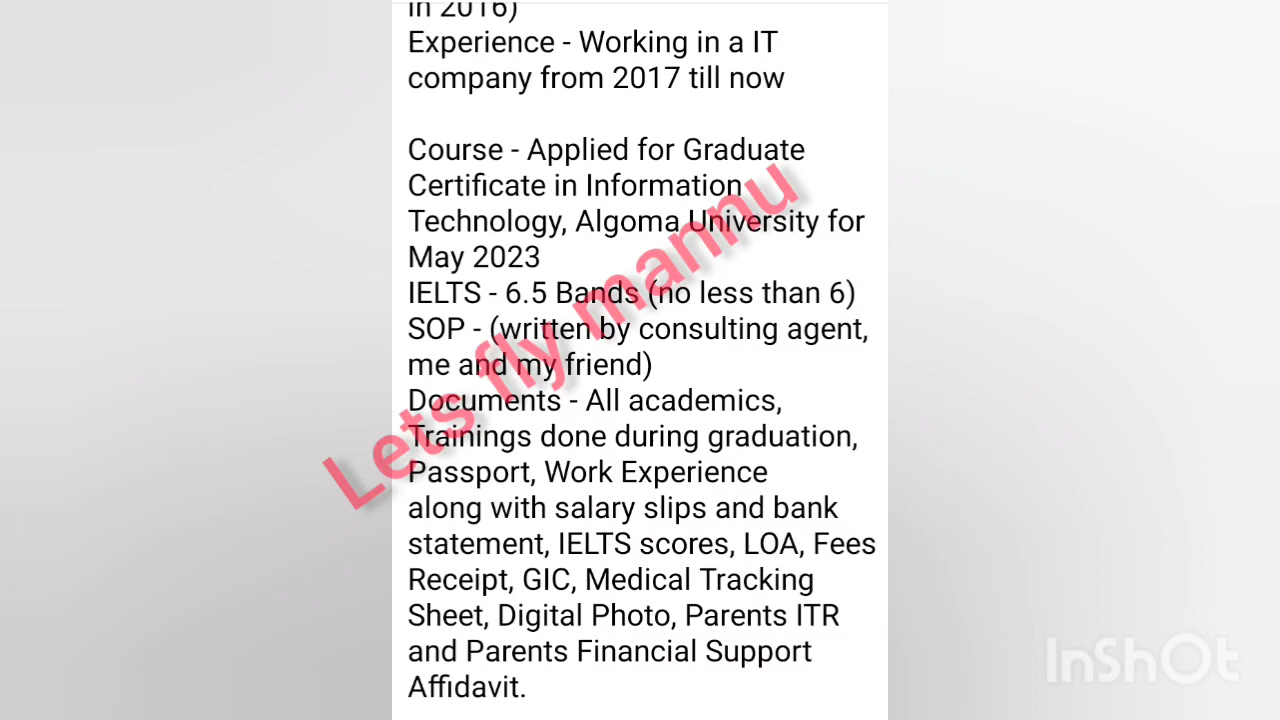 in 2016)
Experience - Working in a IT
company from 2017 till now
Course - Applied for Graduate
Certificate in Information
Technology, Algoma University for
May 2023
IELTS - 6.5 Bands (no less than 6)
SOP - (written by consulting agent,
me and my friend)
Documents - All academics,
Trainings done during graduation,
Passport, Work Experience
along with salary slips and bank
statement, IELTS scores, LOA, Fees
Receipt, GIC, Medical Tracking
Sheet, Digital Photo, Parents ITR
and Parents Financial Support
Affidavit.
Lets fly mannu
InShOt